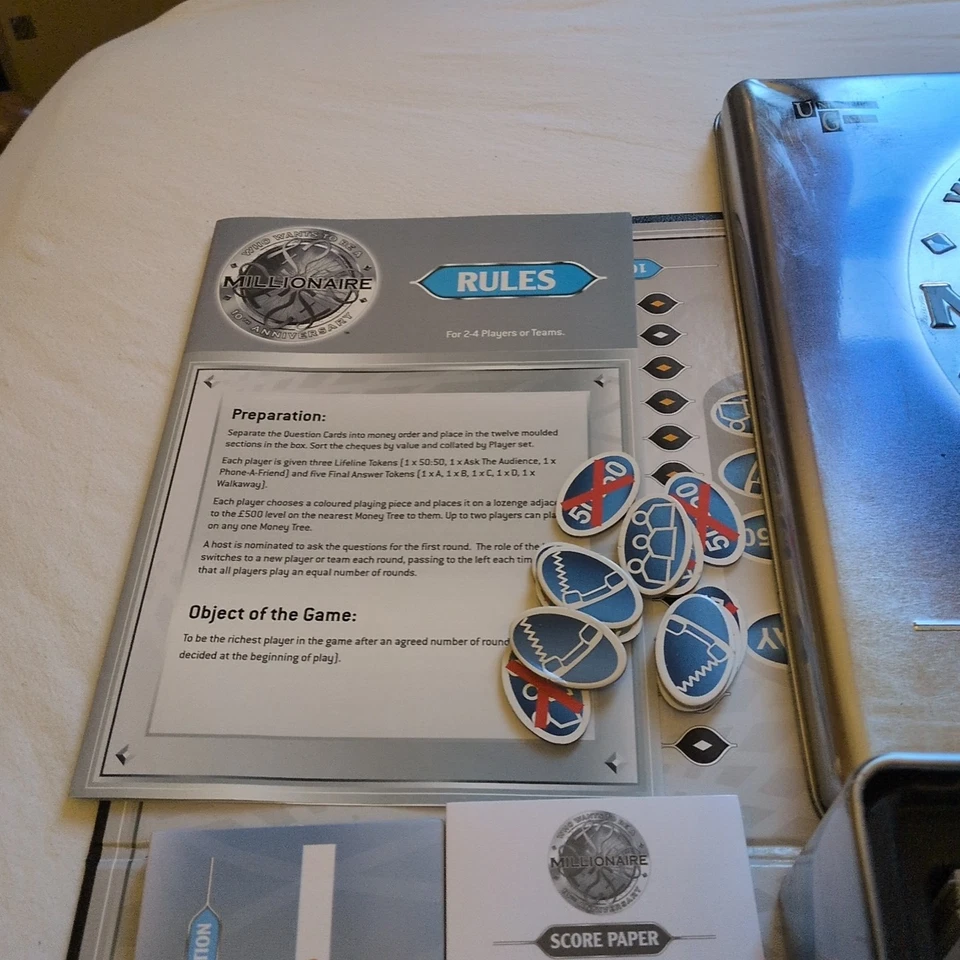 WHO WANTS TO BE A
MILLIONAIRE
10TH ANNIVERSARY
RULES
For 2-4 Players or Teams.
Preparation:
Separate the Question Cards into money order and place in the twelve moulded
sections in the box. Sort the cheques by value and collated by Player set.
Each player is given three Lifeline Tokens (1 x 50:50, 1 x Ask The Audience, 1 x
Phone-A-Friend) and five Final Answer Tokens (1 x A, 1 x B, 1 x C, 1 x D, 1 x
Walkaway).
Each player chooses a coloured playing piece and places it on a lozenge adjac
to the £500 level on the nearest Money Tree to them. Up to two players can pla
on any one Money Tree.
A host is nominated to ask the questions for the first round. The role of the
switches to a new player or team each round, passing to the left each tim
that all players play an equal number of rounds.
Object of the Game:
To be the richest player in the game after an agreed number of round
decided at the beginning of play).
50
50
50
AY
10
U
G
M
WHO WANTS TO BE A
MILLIONAIRE
10TH ANNIVERSARY
SCORE PAPER
TION